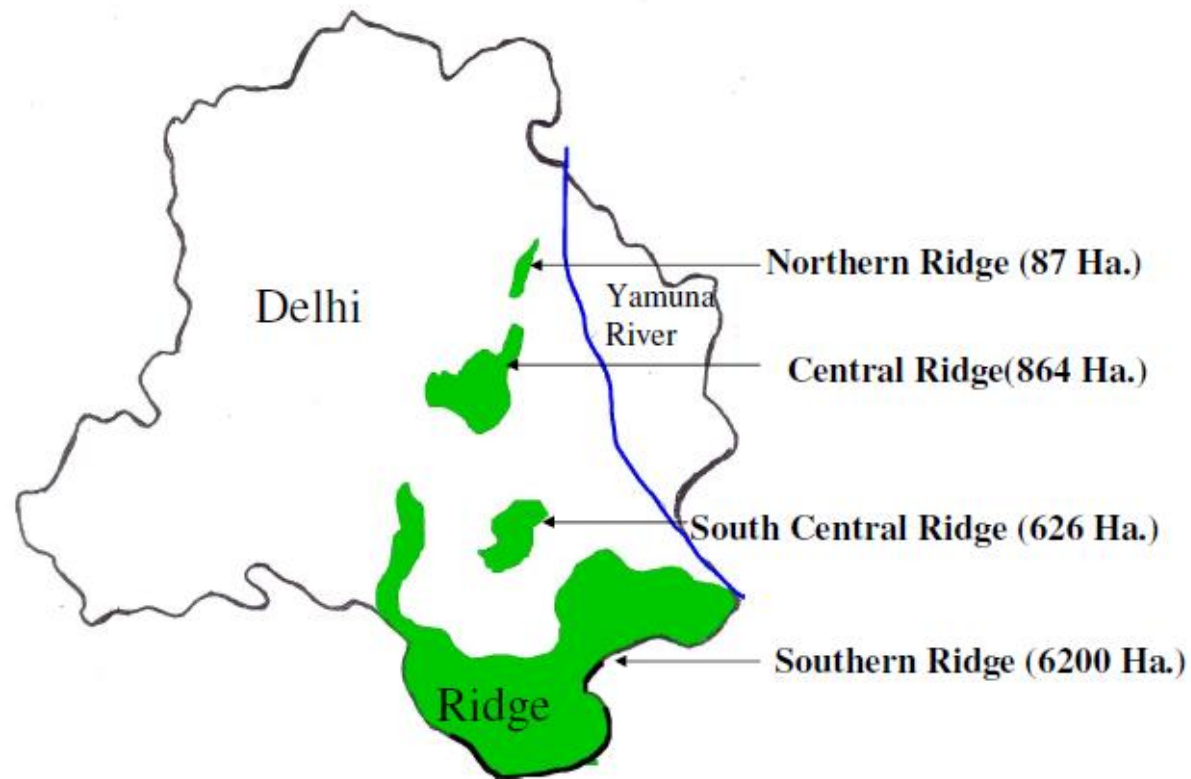 Northern Ridge (87 Ha.)
Delhi
Yamuna
River
Central Ridge(864 Ha.)
South Central Ridge (626 Ha.)
Southern Ridge (6200 Ha.)
Ridge